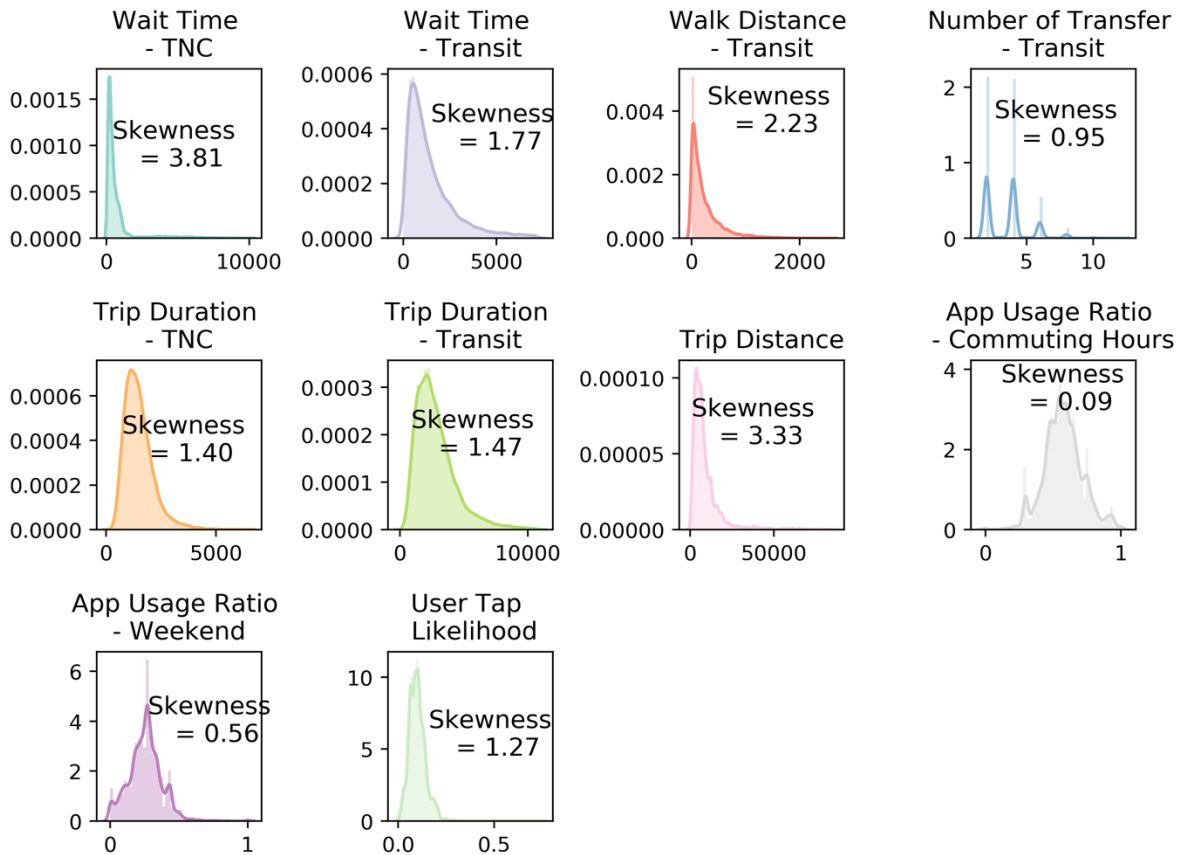 Wait Time
- TNC
Wait Time
- Transit
Walk Distance
- Transit
Number of Transfer
- Transit
0.0015
0.0010
0.0005
0.0000
Skewness
= 3.81
0
10000
0.0006
0.0004
0.0002
0.0000
Skewness
= 1.77
0
5000
0.004
0.002
0.000
Skewness
= 2.23
0
2000
2
1
0
Skewness
= 0.95
5
10
Trip Duration
- TNC
Trip Duration
- Transit
Trip Distance
App Usage Ratio
- Commuting Hours
0.0006
0.0004
0.0002
0.0000
Skewness
= 1.40
0
5000
0.0003
0.0002
0.0001
0.0000
Skewness
= 1.47
0
10000
0.00010
0.00005
0.00000
Skewness
= 3.33
0
50000
4
2
0
Skewness
= 0.09
0
1
App Usage Ratio
- Weekend
User Tap
Likelihood
6
4
2
0
Skewness
= 0.56
0
1
10
5
0
Skewness
= 1.27
0.0
0.5